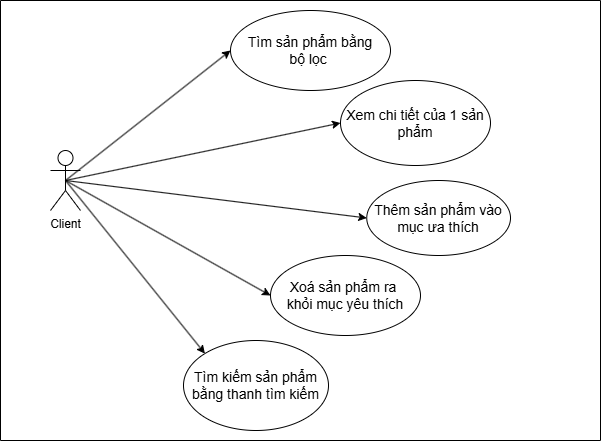 Tìm sản phẩm bằng
bộ lọc
Xem chi tiết của 1 sản
phẩm
Client
Thêm sản phẩm vào
mục ưa thích
Xoá sản phẩm ra
khỏi mục yêu thích
Tìm kiếm sản phẩm
bằng thanh tìm kiếm